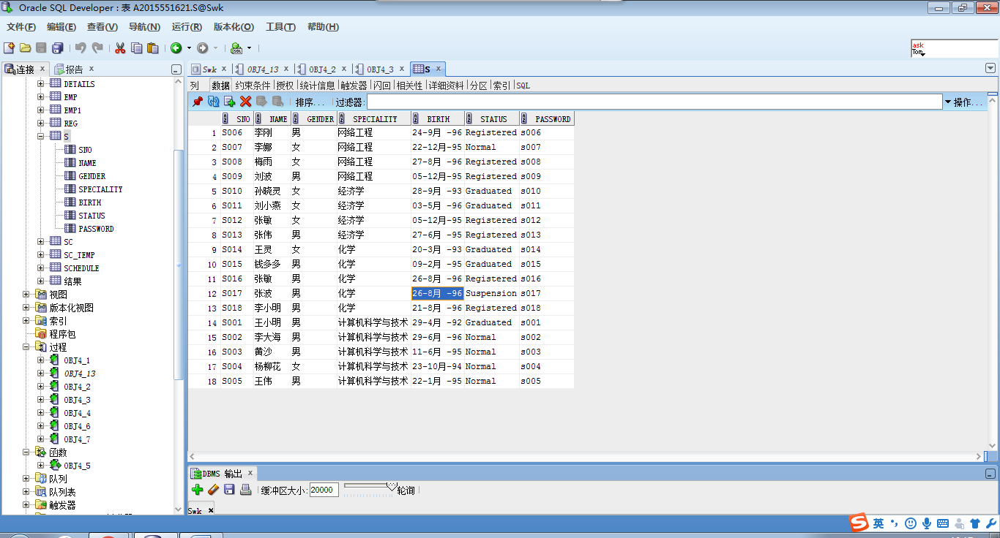 Oracle SQL Developer : 表 A2015551621.S@Swk
文件(F) 编辑(E) 查看(V) 导航(N) 运行(R) 版本化(O) 工具(T) 帮助(H)
SQL
ask
Tom
连接 x 报告 x
Swk x OBJ4_13 x OBJ4_2 x OBJ4_3 x S x
列 数据 约束条件 授权 统计信息 触发器 闪回 相关性 详细资料 分区 索引 SQL
排序... 过滤器: 操作...
DETAILS
EMP
EMP1
REG
S
SNO
NAME
GENDER
SPECIALITY
BIRTH
STATUS
PASSWORD
SC
SC_TEMP
SCHEDULE
结果
视图
版本化视图
索引
程序包
过程
OBJ4_1
OBJ4_13
OBJ4_2
OBJ4_3
OBJ4_4
OBJ4_6
OBJ4_7
函数
OBJ4_5
队列
队列表
触发器
SNO NAME GENDER SPECIALITY BIRTH STATUS PASSWORD
1 S006 李刚 男 网络工程 24-9月 -96 Registered s006
2 S007 李娜 女 网络工程 22-12月-95 Normal s007
3 S008 梅雨 女 网络工程 27-8月 -96 Registered s008
4 S009 刘波 男 网络工程 05-12月-95 Registered s009
5 S010 孙晓灵 女 经济学 28-9月 -93 Graduated s010
6 S011 刘小燕 女 经济学 03-5月 -96 Graduated s011
7 S012 张敏 女 经济学 05-12月-95 Registered s012
8 S013 张伟 男 经济学 27-6月 -95 Registered s013
9 S014 王灵 女 化学 20-3月 -93 Graduated s014
10 S015 钱多多 男 化学 09-2月 -95 Graduated s015
11 S016 张敏 男 化学 26-8月 -96 Registered s016
12 S017 张波 男 化学 26-8月 -96 Suspension s017
13 S018 李小明 男 化学 21-8月 -96 Registered s018
14 S001 王小明 男 计算机科学与技术 29-4月 -92 Graduated s001
15 S002 李大海 男 计算机科学与技术 29-6月 -96 Normal s002
16 S003 黄沙 男 计算机科学与技术 11-6月 -95 Normal s003
17 S004 杨柳花 女 计算机科学与技术 23-10月-94 Normal s004
18 S005 王伟 男 计算机科学与技术 22-1月 -95 Normal s005
DBMS 输出 x
缓冲区大小: 20000 轮询
Swk x
S 英